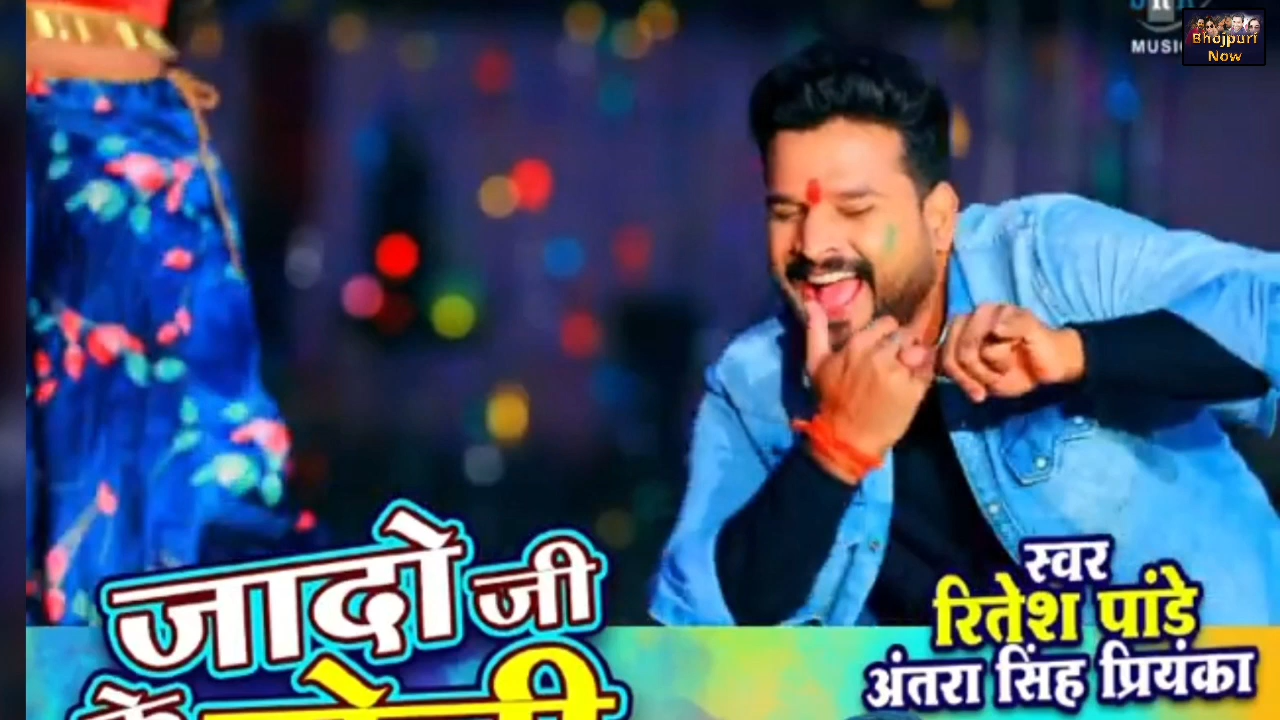 MUSIC
Bhojpuri
Now
जादो जी
के
स्वर
रितेश पांडे
अंतरा सिंह प्रियंका